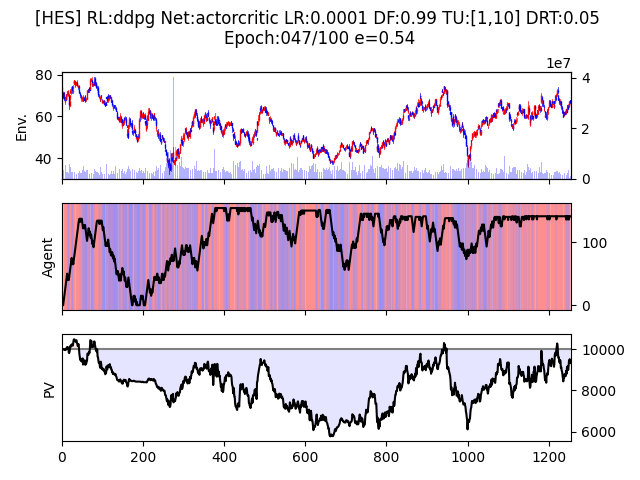 [HES] RL:ddpg Net:actorcritic LR:0.0001 DF:0.99 TU:[1,10] DRT:0.05
Epoch:047/100 e=0.54
1e7
80
60
40
Env.
4
2
0
Agent
100
0
PV
10000
8000
6000
0 200 400 600 800 1000 1200